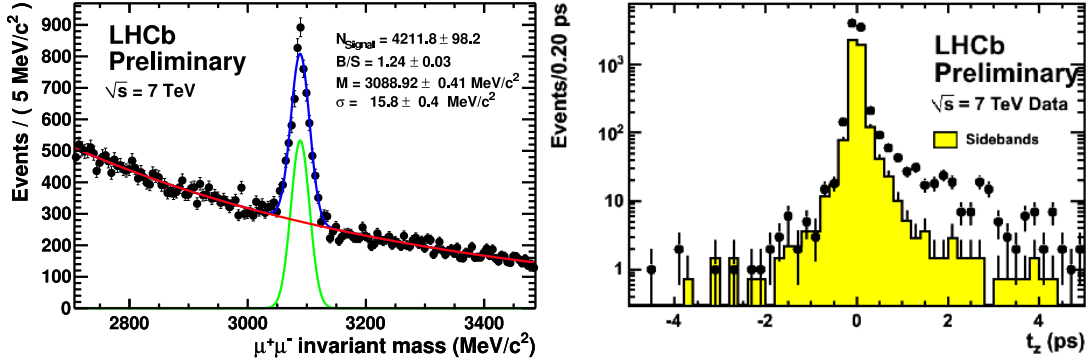 Events / ( 5 MeV/c²)
900
800
700
600
500
400
300
200
100
0
LHCb
Preliminary
√s = 7 TeV
N_Signall = 4211.8 ± 98.2
B/S = 1.24 ± 0.03
M = 3088.92 ± 0.41 MeV/c²
σ = 15.8 ± 0.4 MeV/c²
2800
3000
3200
3400
μ⁺μ⁻ invariant mass (MeV/c²)
Events/0.20 ps
10³
10²
10
1
LHCb
Preliminary
√s = 7 TeV Data
Sidebands
-4
-2
0
2
4
t_z (ps)